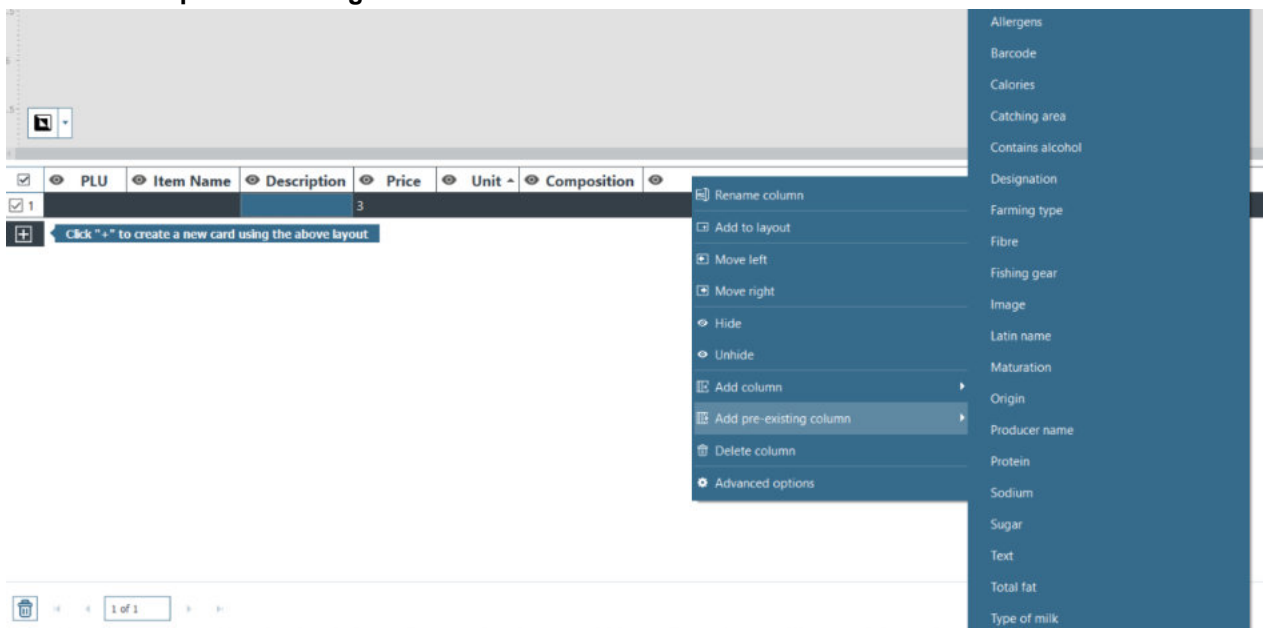 Allergens
Barcode
Calories
Catching area
Contains alcohol
Designation
Farming type
Fibre
Fishing gear
Image
Latin name
Maturation
Origin
Producer name
Protein
Sodium
Sugar
Text
Total fat
Type of milk
PLU Item Name Description Price Unit Composition
1 3
Click "+" to create a new card using the above layout
Rename column
Add to layout
Move left
Move right
Hide
Unhide
Add column
Add pre-existing column
Delete column
Advanced options
1 of 1